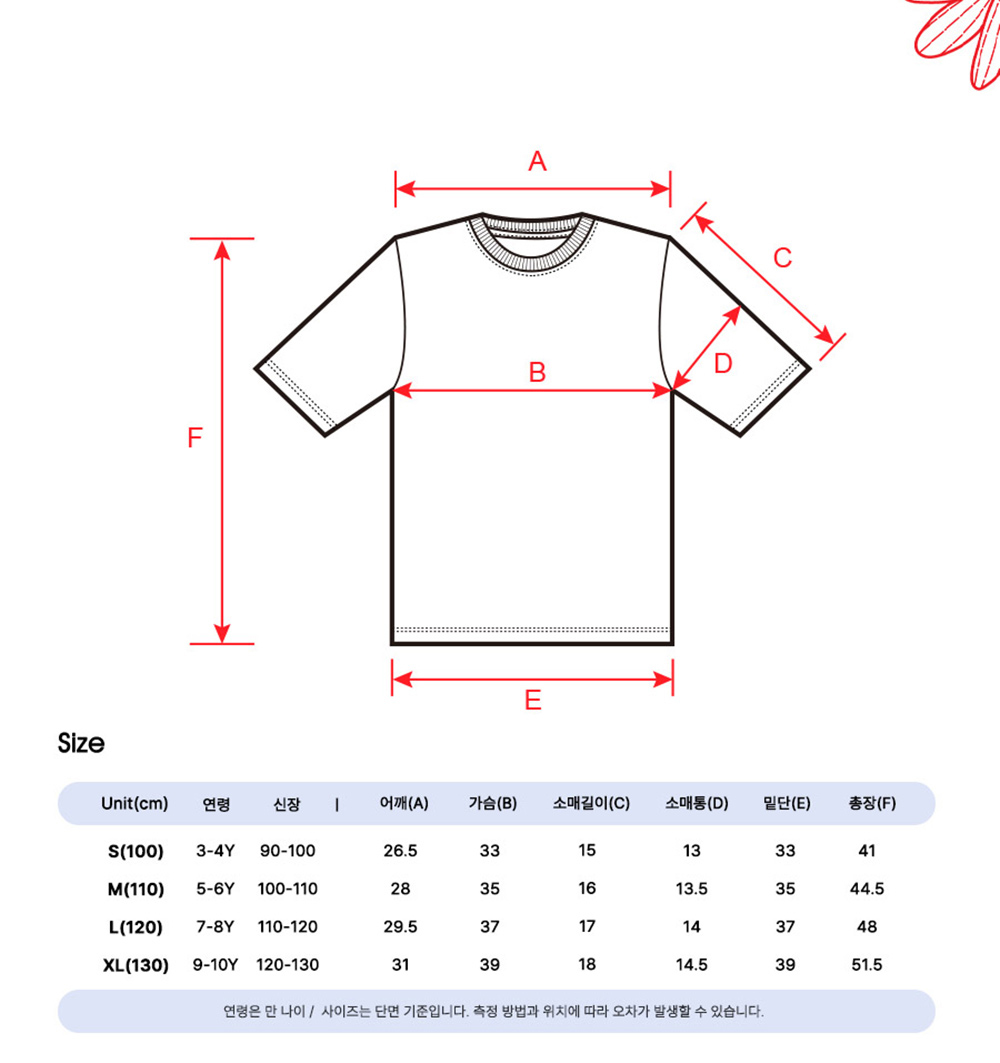 A
C
D
B
F
E
Size
Unit(cm) 연령 신장 | 어깨(A) 가슴(B) 소매길이(C) 소매통(D) 밑단(E) 총장(F)
S(100) 3-4Y 90-100 26.5 33 15 13 33 41
M(110) 5-6Y 100-110 28 35 16 13.5 35 44.5
L(120) 7-8Y 110-120 29.5 37 17 14 37 48
XL(130) 9-10Y 120-130 31 39 18 14.5 39 51.5
연령은 만 나이 / 사이즈는 단면 기준입니다. 측정 방법과 위치에 따라 오차가 발생할 수 있습니다.